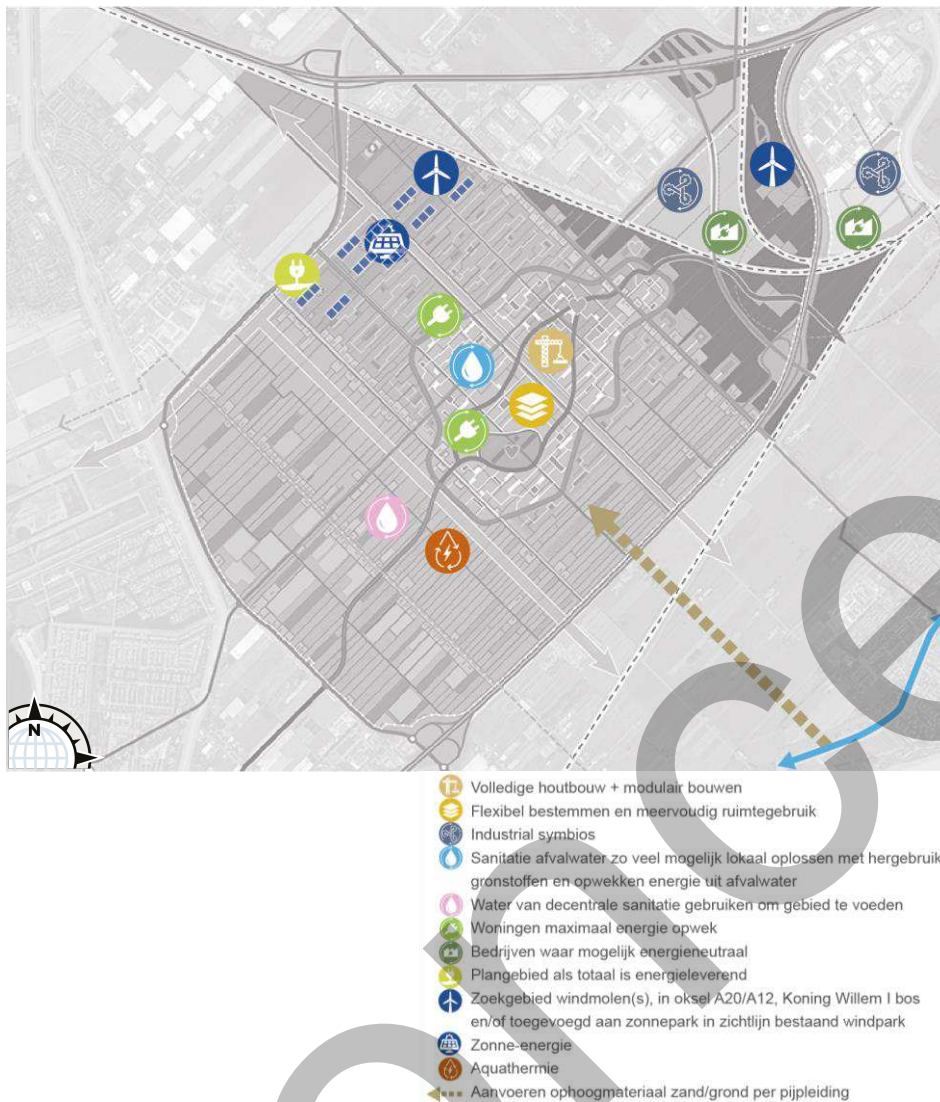 N
Volledige houtbouw + modulair bouwen
Flexibel bestemmen en meervoudig ruimtegebruik
Industrial symbios
Sanitatie afvalwater zo veel mogelijk lokaal oplossen met hergebruik
gronstoffen en opwekken energie uit afvalwater
Water van decentrale sanitatie gebruiken om gebied te voeden
Woningen maximaal energie opwek
Bedrijven waar mogelijk energieneutraal
Plangebied als totaal is energieleverend
Zoekgebied windmolen(s), in oksel A20/A12, Koning Willem I bos
en/of toegevoegd aan zonnepark in zichtlijn bestaand windpark
Zonne-energie
Aquathermie
Aanvoeren ophoogmateriaal zand/grond per pijpleiding